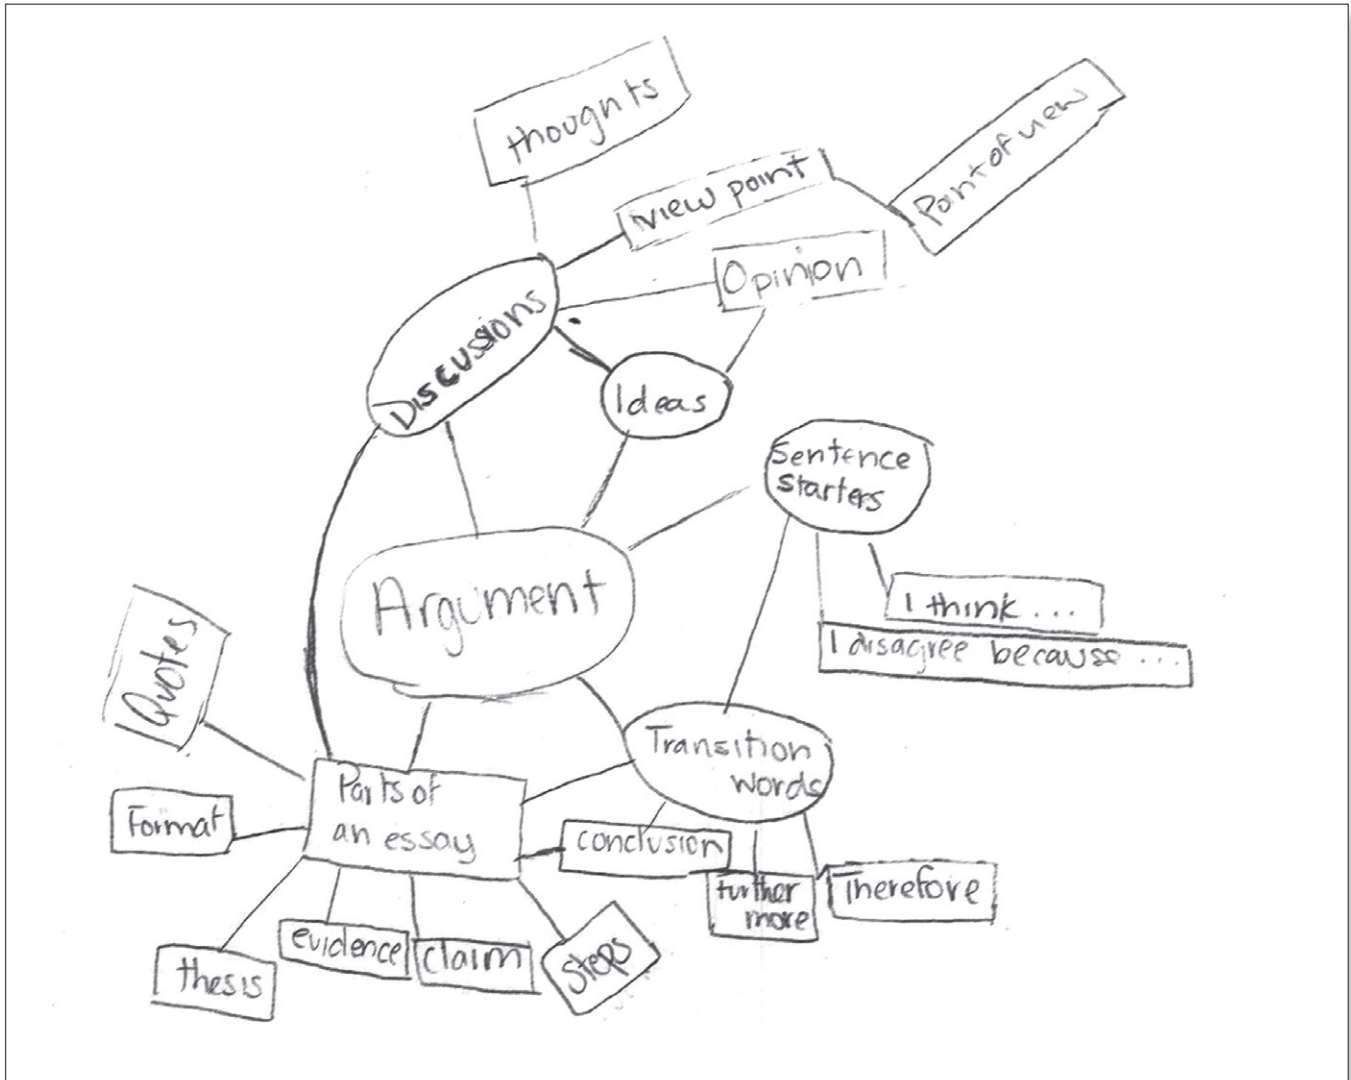 thoughts
view point
Point of view
Opinion
Discussions
Ideas
Sentence
starters
Argument
I think ...
I disagree because ...
Quotes
Transition
words
Parts of
an essay
Format
conclusion
further
more
Therefore
evidence
claim
steps
thesis